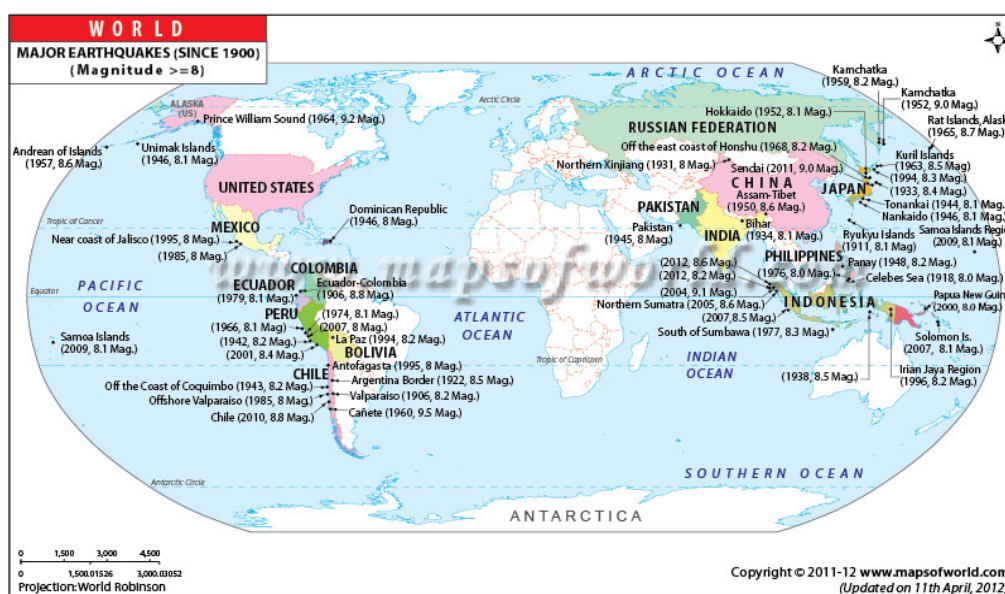 WORLD
MAJOR EARTHQUAKES (SINCE 1900)
(Magnitude >=8)
ARCTIC OCEAN
Arctic Circle
Kamchatka
(1959, 8.2 Mag.)
Kamchatka
(1952, 9.0 Mag.)
ALASKA
(US)
Prince William Sound (1964, 9.2 Mag.)
Hokkaido (1952, 8.1 Mag.)
Rat Islands, Alask
(1965, 8.7 Mag.)
RUSSIAN FEDERATION
Andrean of Islands
(1957, 8.6 Mag.)
Unimak Islands
(1946, 8.1 Mag.)
Off the east coast of Honshu (1968, 8.2 Mag.)
Kuril Islands
(1963, 8.5 Mag)
(1994, 8.3 Mag.)
(1933, 8.4 Mag.)
Northern Xinjiang (1931, 8 Mag.)
Sendai (2011, 9.0 Mag.)
UNITED STATES
CHINA
JAPAN
Assam-Tibet
(1950, 8.6 Mag.)
Tonankai (1944, 8.1 Mag.)
Nankaido (1946, 8.1 Mag.)
Tropic of Cancer
Dominican Republic
(1946, 8 Mag.)
PAKISTAN
Pakistan
(1945, 8 Mag.)
INDIA
Bihar
(1934, 8.1 Mag.)
Ryukyu Islands
(1911, 8.1 Mag.)
Samoa Islands Regio
(2009, 8.1 Mag.)
MEXICO
Near coast of Jalisco (1995, 8 Mag.)
(1985, 8 Mag.)
PHILIPPINES
(1976, 8.0 Mag.)
Panay (1948, 8.2 Mag.)
Celebes Sea (1918, 8.0 Mag.)
www.mapsofworld.com
COLOMBIA
Ecuador-Colombia
(1906, 8.8 Mag.)
ECUADOR
(1979, 8.1 Mag.)
PACIFIC
OCEAN
Equator
(2012, 8.6 Mag.)
(2012, 8.2 Mag.)
(2004, 9.1 Mag.)
Northern Sumatra (2005, 8.6 Mag.)
(2007, 8.5 Mag.)
INDONESIA
Papua New Guin
(2000, 8.0 Mag.)
PERU
(1974, 8.1 Mag.)
(2007, 8 Mag.)
(1966, 8.1 Mag.)
(1942, 8.2 Mag.)
(2001, 8.4 Mag.)
La Paz (1994, 8.2 Mag.)
BOLIVIA
ATLANTIC
OCEAN
Samoa Islands
(2009, 8.1 Mag.)
South of Sumbawa (1977, 8.3 Mag.)
Solomon Is.
(2007, 8.1 Mag.)
Tropic of Capricorn
INDIAN
OCEAN
(1938, 8.5 Mag.)
Irian Jaya Region
(1996, 8.2 Mag.)
Antofagasta (1995, 8 Mag.)
CHILE
Argentina Border (1922, 8.5 Mag.)
Off the Coast of Coquimbo (1943, 8.2 Mag.)
Valparaiso (1906, 8.2 Mag.)
Offshore Valparaiso (1985, 8 Mag.)
Cañete (1960, 9.5 Mag.)
Chile (2010, 8.8 Mag.)
SOUTHERN OCEAN
Antarctic Circle
ANTARCTICA
0 1,500 3,000 4,500
0 1,500.01526 3,000.03052
Projection:World Robinson
Copyright © 2011-12 www.mapsofworld.com
(Updated on 11th April, 2012)